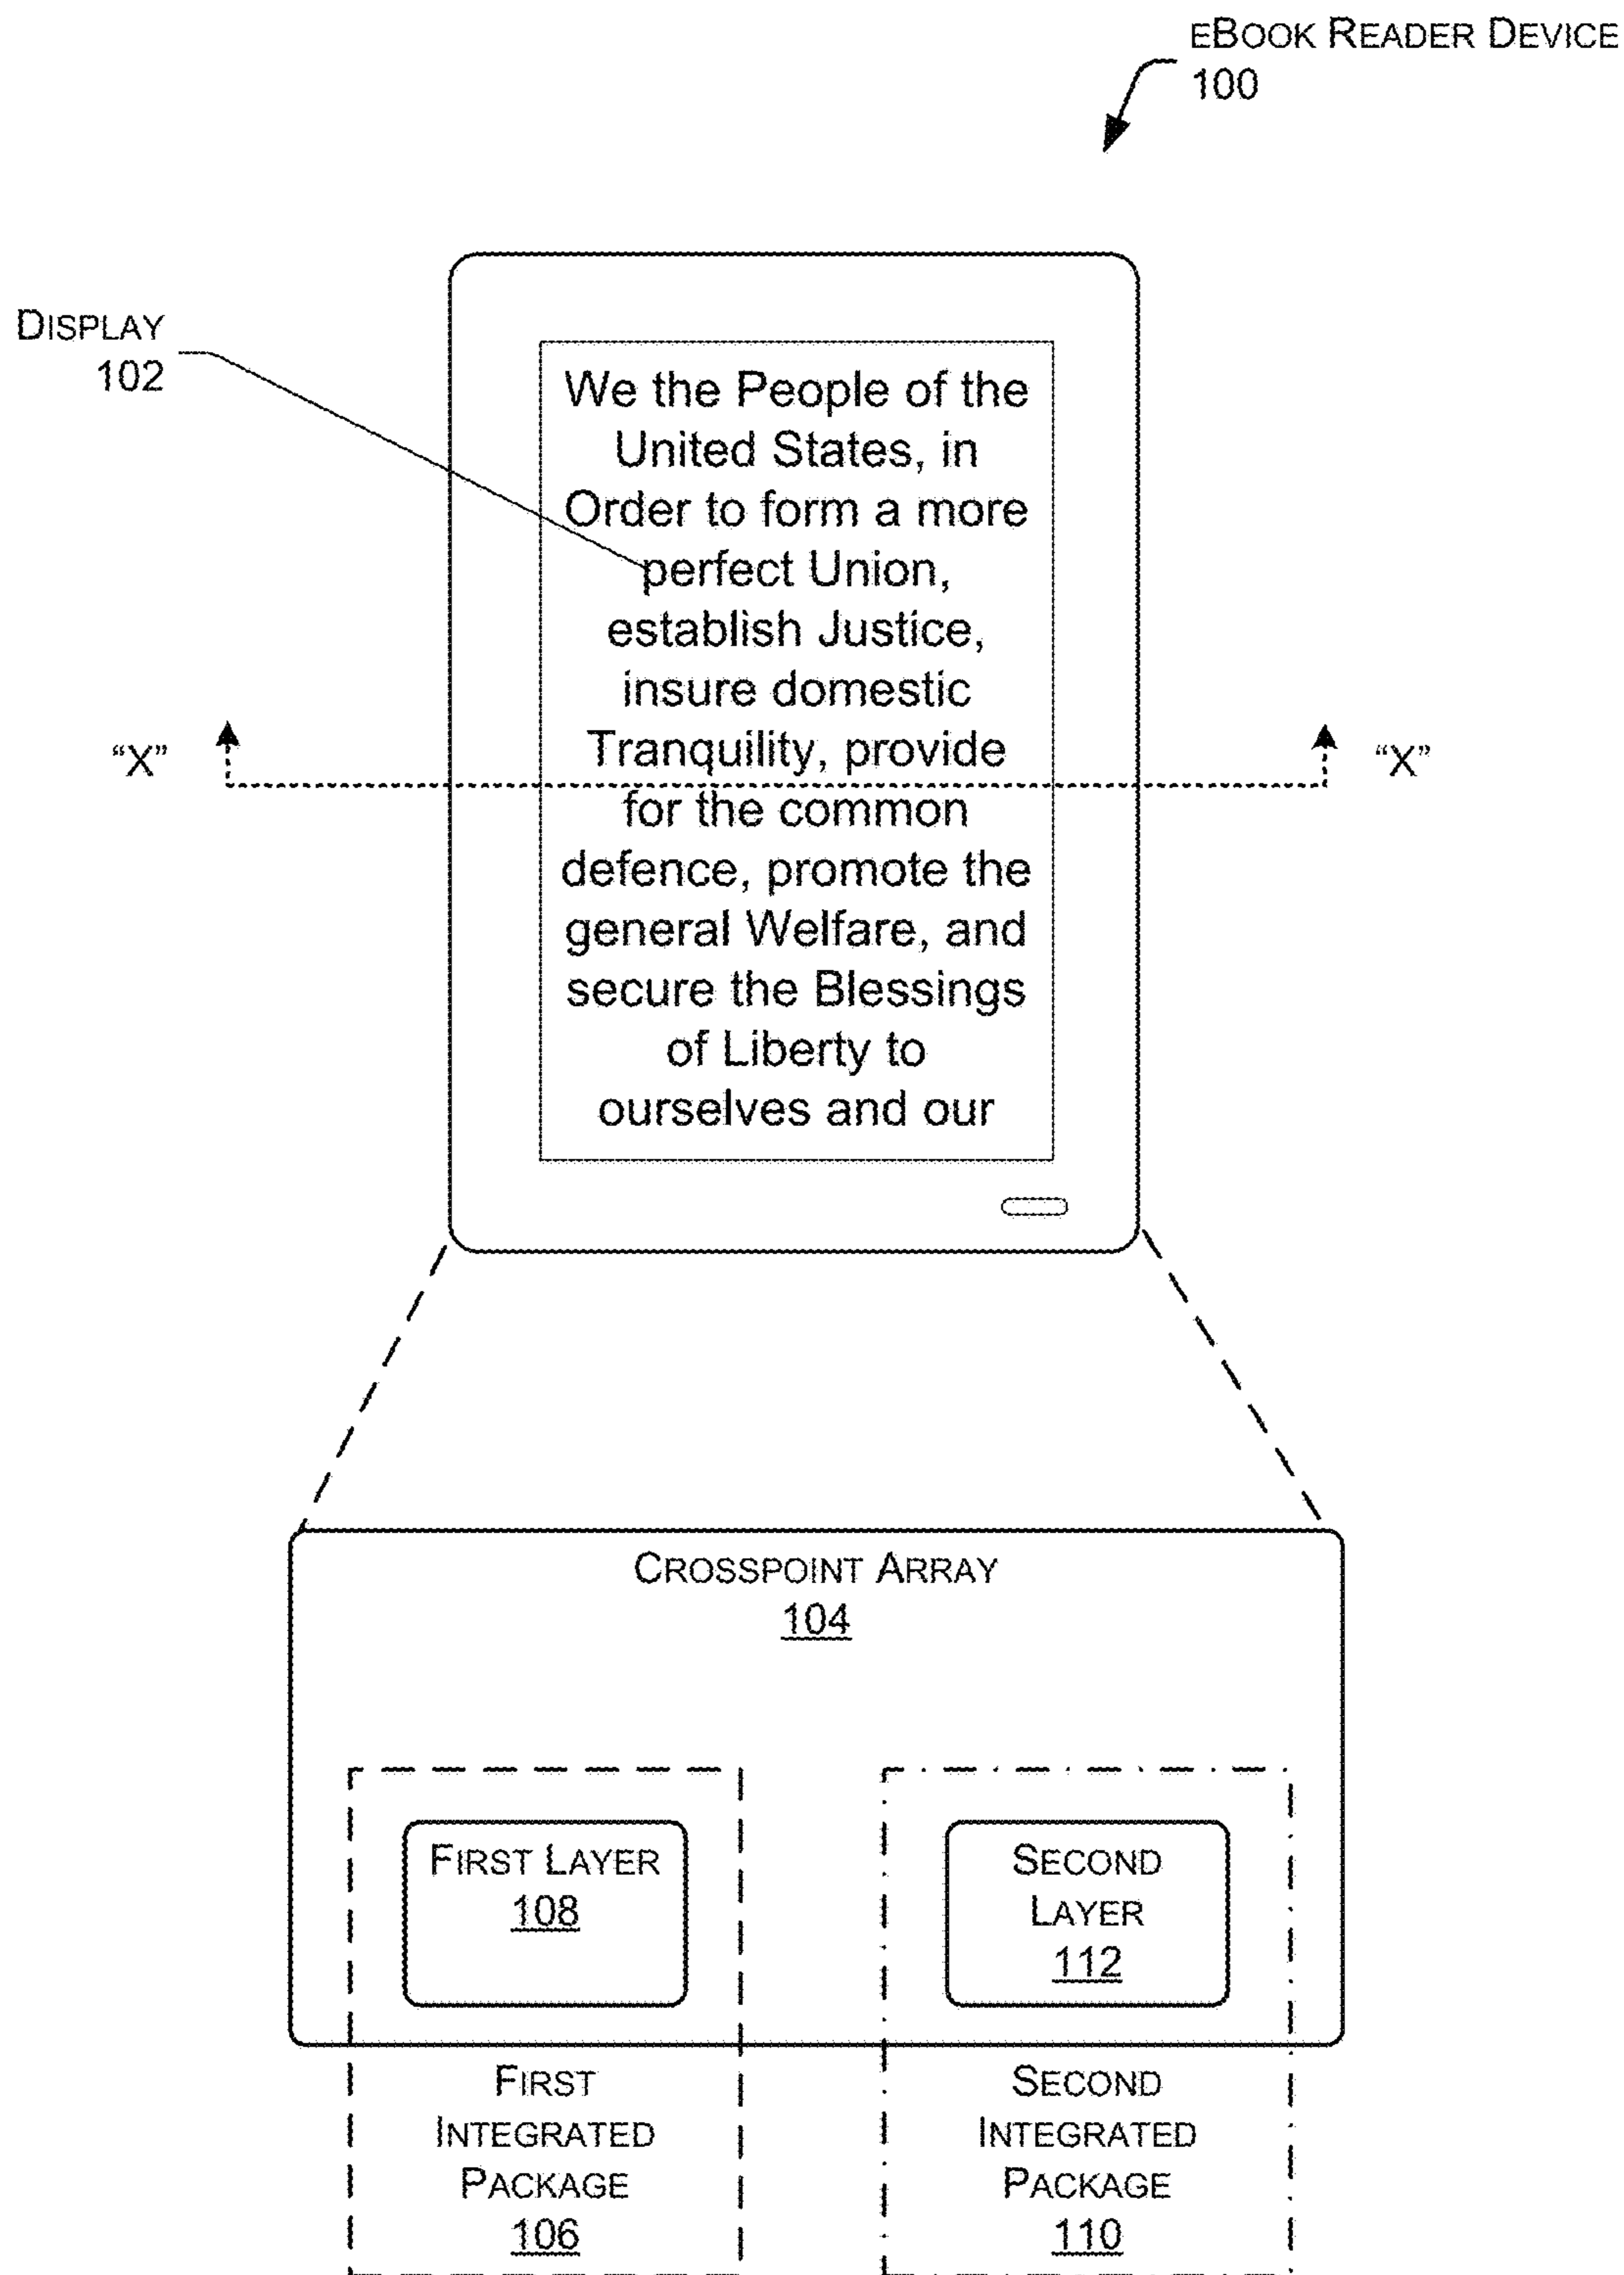 EBOOK READER DEVICE
100
DISPLAY
102
We the People of the
United States, in
Order to form a more
perfect Union,
establish Justice,
insure domestic
Tranquility, provide
for the common
defence, promote the
general Welfare, and
secure the Blessings
of Liberty to
ourselves and our
“X”
“X”
CROSSPOINT ARRAY
104
FIRST LAYER
108
SECOND
LAYER
112
FIRST
INTEGRATED
PACKAGE
106
SECOND
INTEGRATED
PACKAGE
110